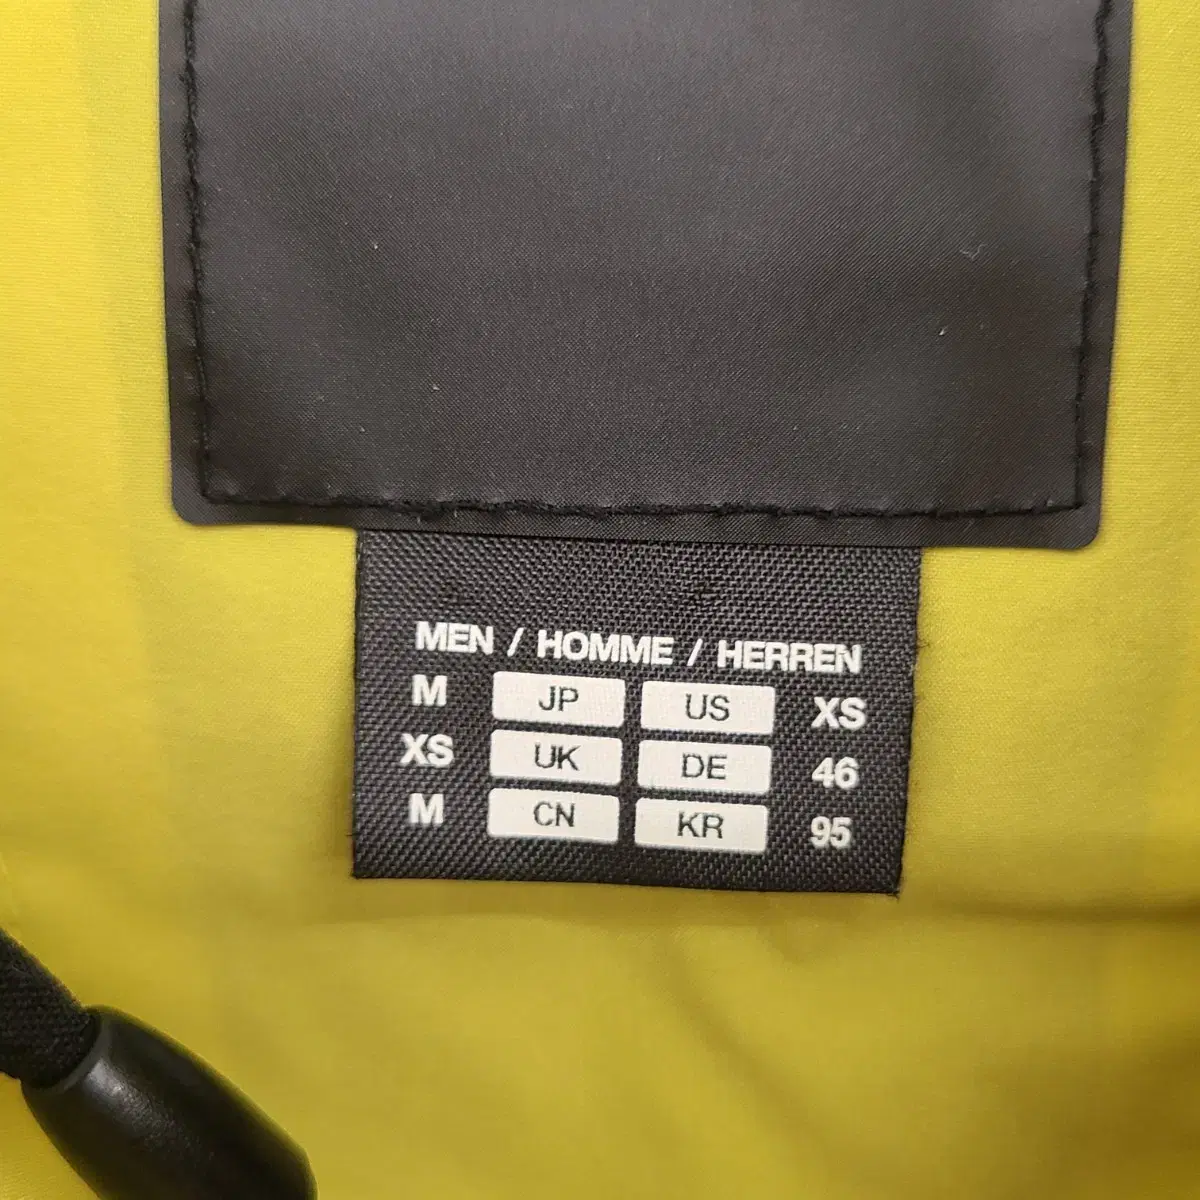 MEN / HOMME / HERREN
M JP US XS
XS UK DE 46
M CN KR 95